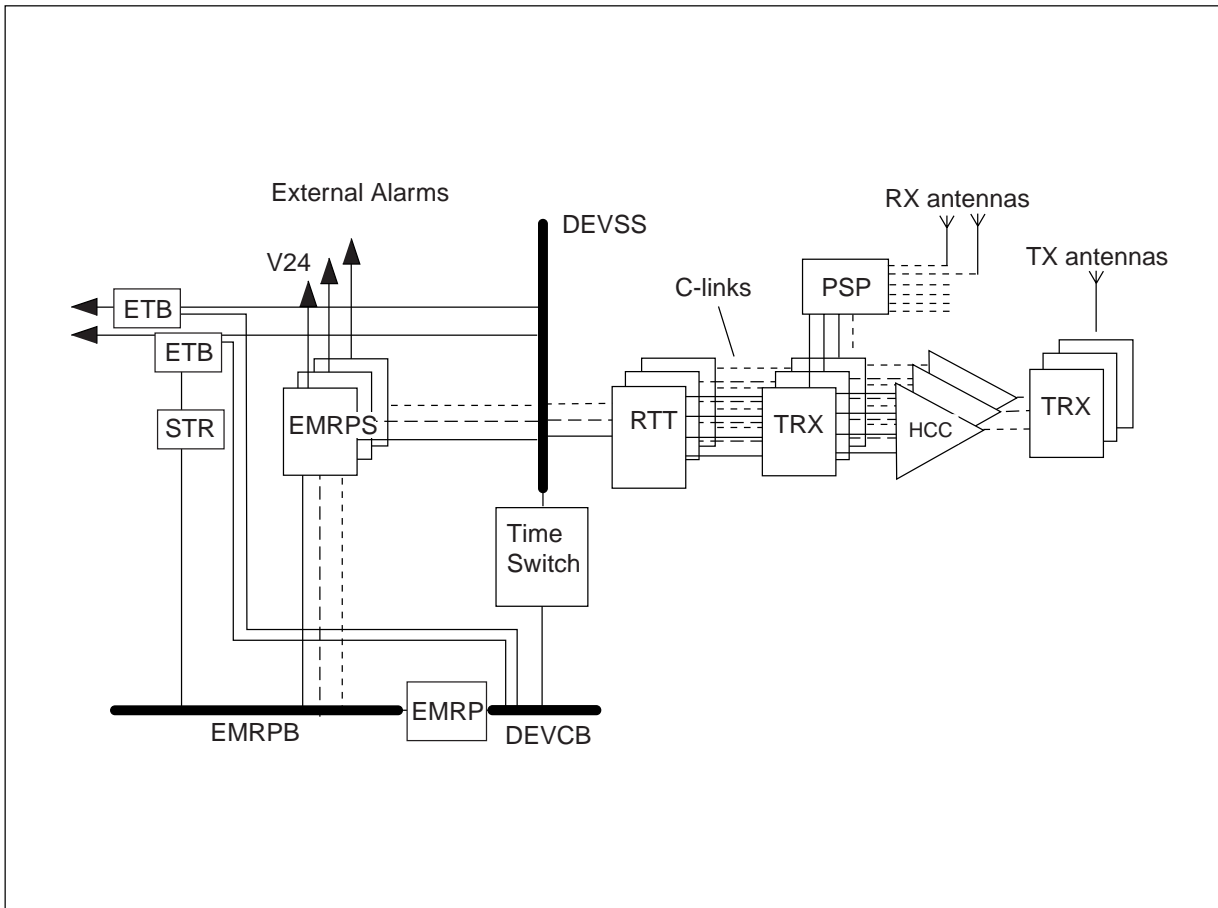 External Alarms
RX antennas
DEVSS
TX antennas
V24
C-links
PSP
ETB
ETB
EMRPS
RTT
TRX
HCC
TRX
STR
Time
Switch
EMRP
EMRPB
DEVCB